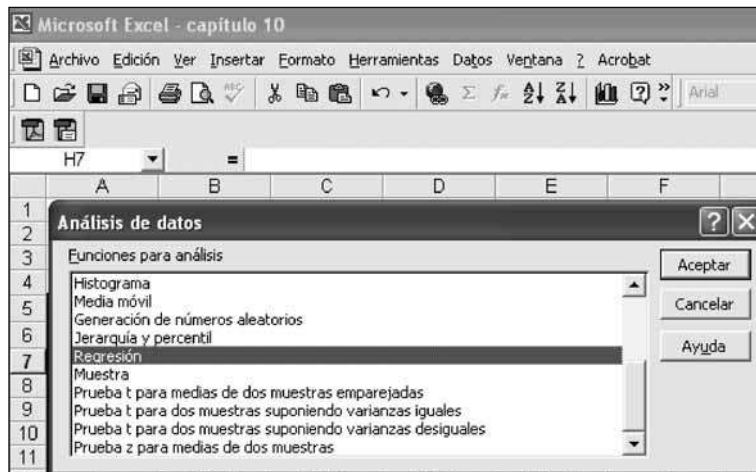 Microsoft Excel - capítulo 10
Archivo Edición Ver Insertar Formato Herramientas Datos Ventana ? Acrobat
ABC Σ fx A Z Z A ? » Arial
H7 =
A B C D E F
1
2
3
4
5
6
7
8
9
10
11
Análisis de datos ? X
Funciones para análisis
Histograma
Media móvil
Generación de números aleatorios
Jerarquía y percentil
Regresión
Muestra
Prueba t para medias de dos muestras emparejadas
Prueba t para dos muestras suponiendo varianzas iguales
Prueba t para dos muestras suponiendo varianzas desiguales
Prueba z para medias de dos muestras
Aceptar
Cancelar
Ayuda